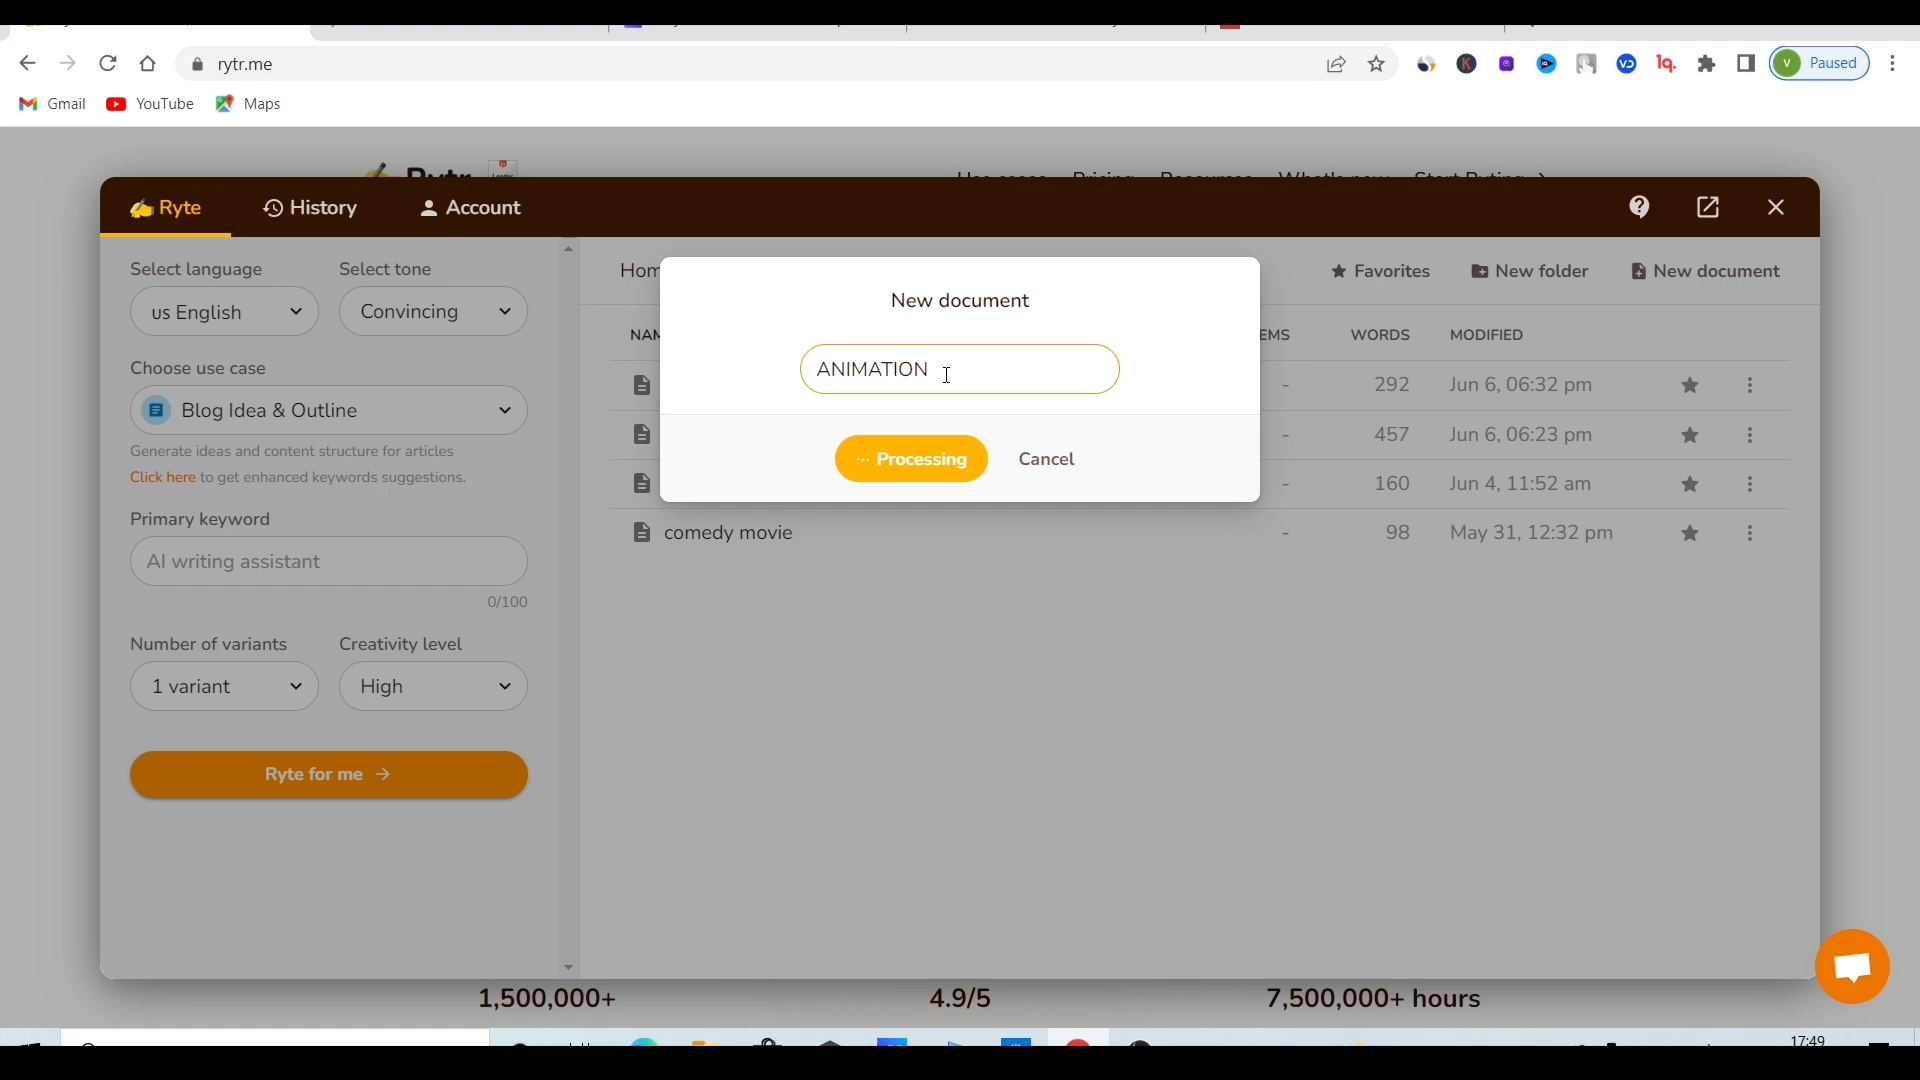 rytr.me
Paused
Gmail YouTube Maps
Ryte History Account
Select language Select tone
us English Convincing
Choose use case
Blog Idea & Outline
Generate ideas and content structure for articles
Click here to get enhanced keywords suggestions.
Primary keyword
AI writing assistant
0/100
Number of variants Creativity level
1 variant High
Ryte for me →
Favorites New folder New document
WORDS MODIFIED
- 292 Jun 6, 06:32 pm
- 457 Jun 6, 06:23 pm
- 160 Jun 4, 11:52 am
comedy movie - 98 May 31, 12:32 pm
New document
ANIMATION
··· Processing Cancel
1,500,000+ 4.9/5 7,500,000+ hours
17:49